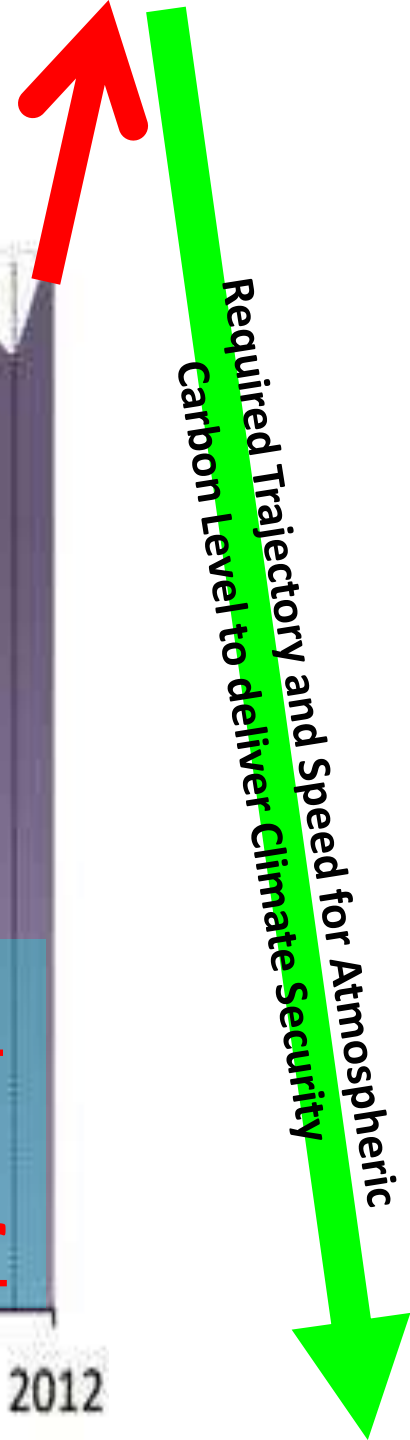 Required Trajectory and Speed for Atmospheric
Carbon Level to deliver Climate Security
2012